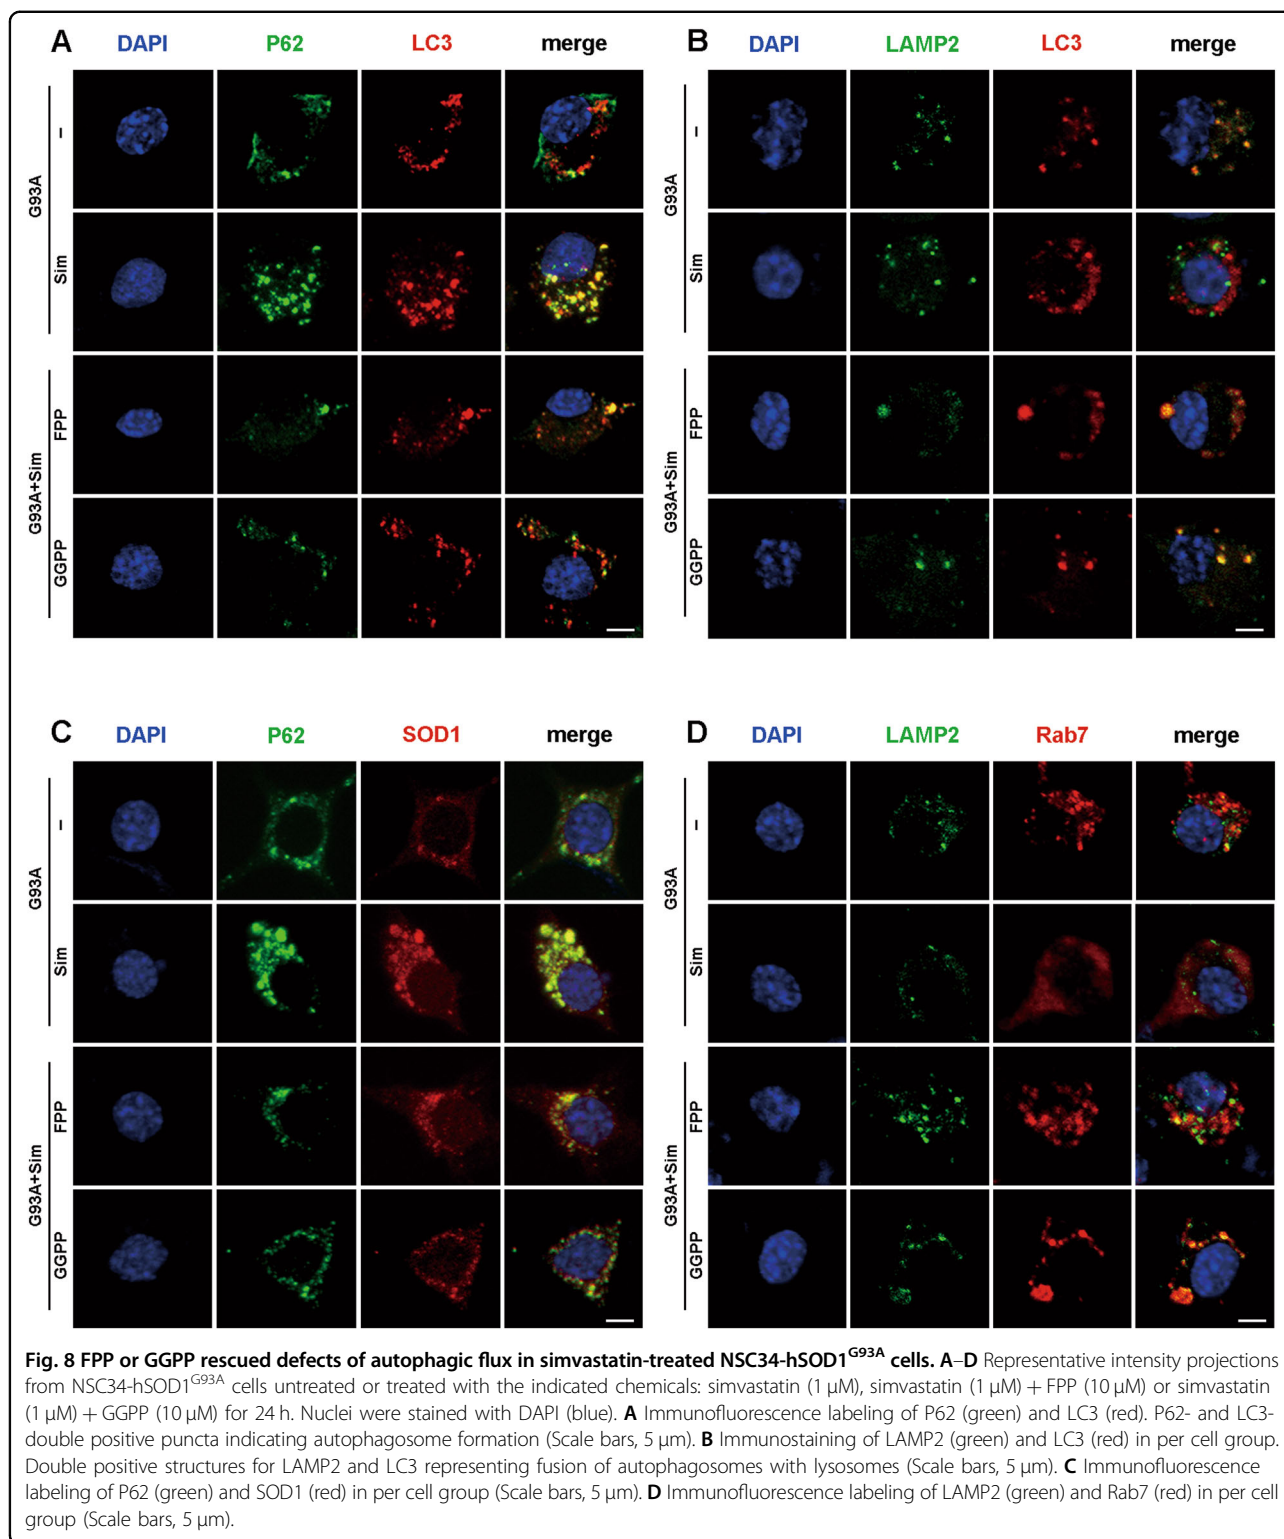 A DAPI P62 LC3 merge
G93A
–
Sim
G93A+Sim
FPP
GGPP
B DAPI LAMP2 LC3 merge
G93A
–
Sim
G93A+Sim
FPP
GGPP
C DAPI P62 SOD1 merge
G93A
–
Sim
G93A+Sim
FPP
GGPP
D DAPI LAMP2 Rab7 merge
G93A
–
Sim
G93A+Sim
FPP
GGPP
Fig. 8 FPP or GGPP rescued defects of autophagic flux in simvastatin-treated NSC34-hSOD1^G93A cells. A–D Representative intensity projections
from NSC34-hSOD1^G93A cells untreated or treated with the indicated chemicals: simvastatin (1 μM), simvastatin (1 μM) + FPP (10 μM) or simvastatin
(1 μM) + GGPP (10 μM) for 24 h. Nuclei were stained with DAPI (blue). A Immunofluorescence labeling of P62 (green) and LC3 (red). P62- and LC3-
double positive puncta indicating autophagosome formation (Scale bars, 5 μm). B Immunostaining of LAMP2 (green) and LC3 (red) in per cell group.
Double positive structures for LAMP2 and LC3 representing fusion of autophagosomes with lysosomes (Scale bars, 5 μm). C Immunofluorescence
labeling of P62 (green) and SOD1 (red) in per cell group (Scale bars, 5 μm). D Immunofluorescence labeling of LAMP2 (green) and Rab7 (red) in per cell
group (Scale bars, 5 μm).